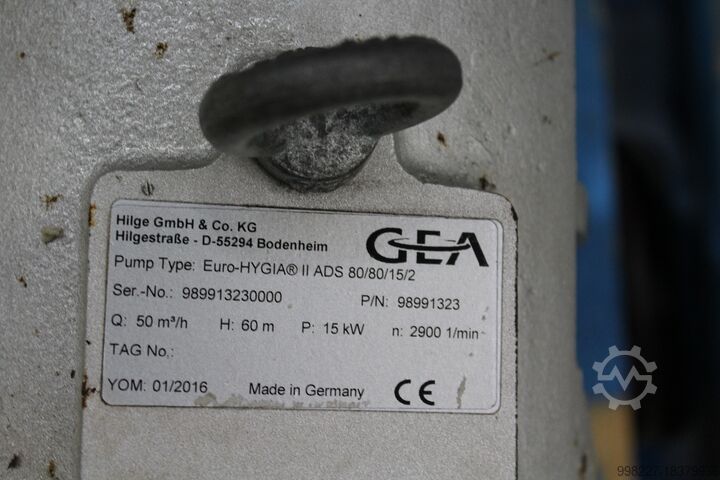 Hilge GmbH & Co. KG
Hilgestraße - D-55294 Bodenheim
GEA
Pump Type: Euro-HYGIA® II ADS 80/80/15/2
Ser.-No.: 989913230000 P/N: 98991323
Q: 50 m³/h H: 60 m P: 15 kW n: 2900 1/min
TAG No.:
YOM: 01/2016 Made in Germany CE